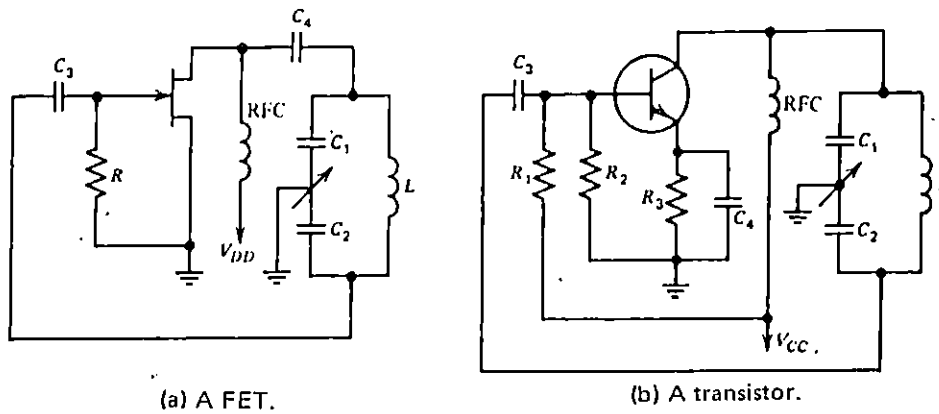 C4
C3
RFC
C1
R
L
C2
VDD
(a) A FET.
C3
RFC
C1
R1
R2
R3
C4
C2
VCC.
(b) A transistor.